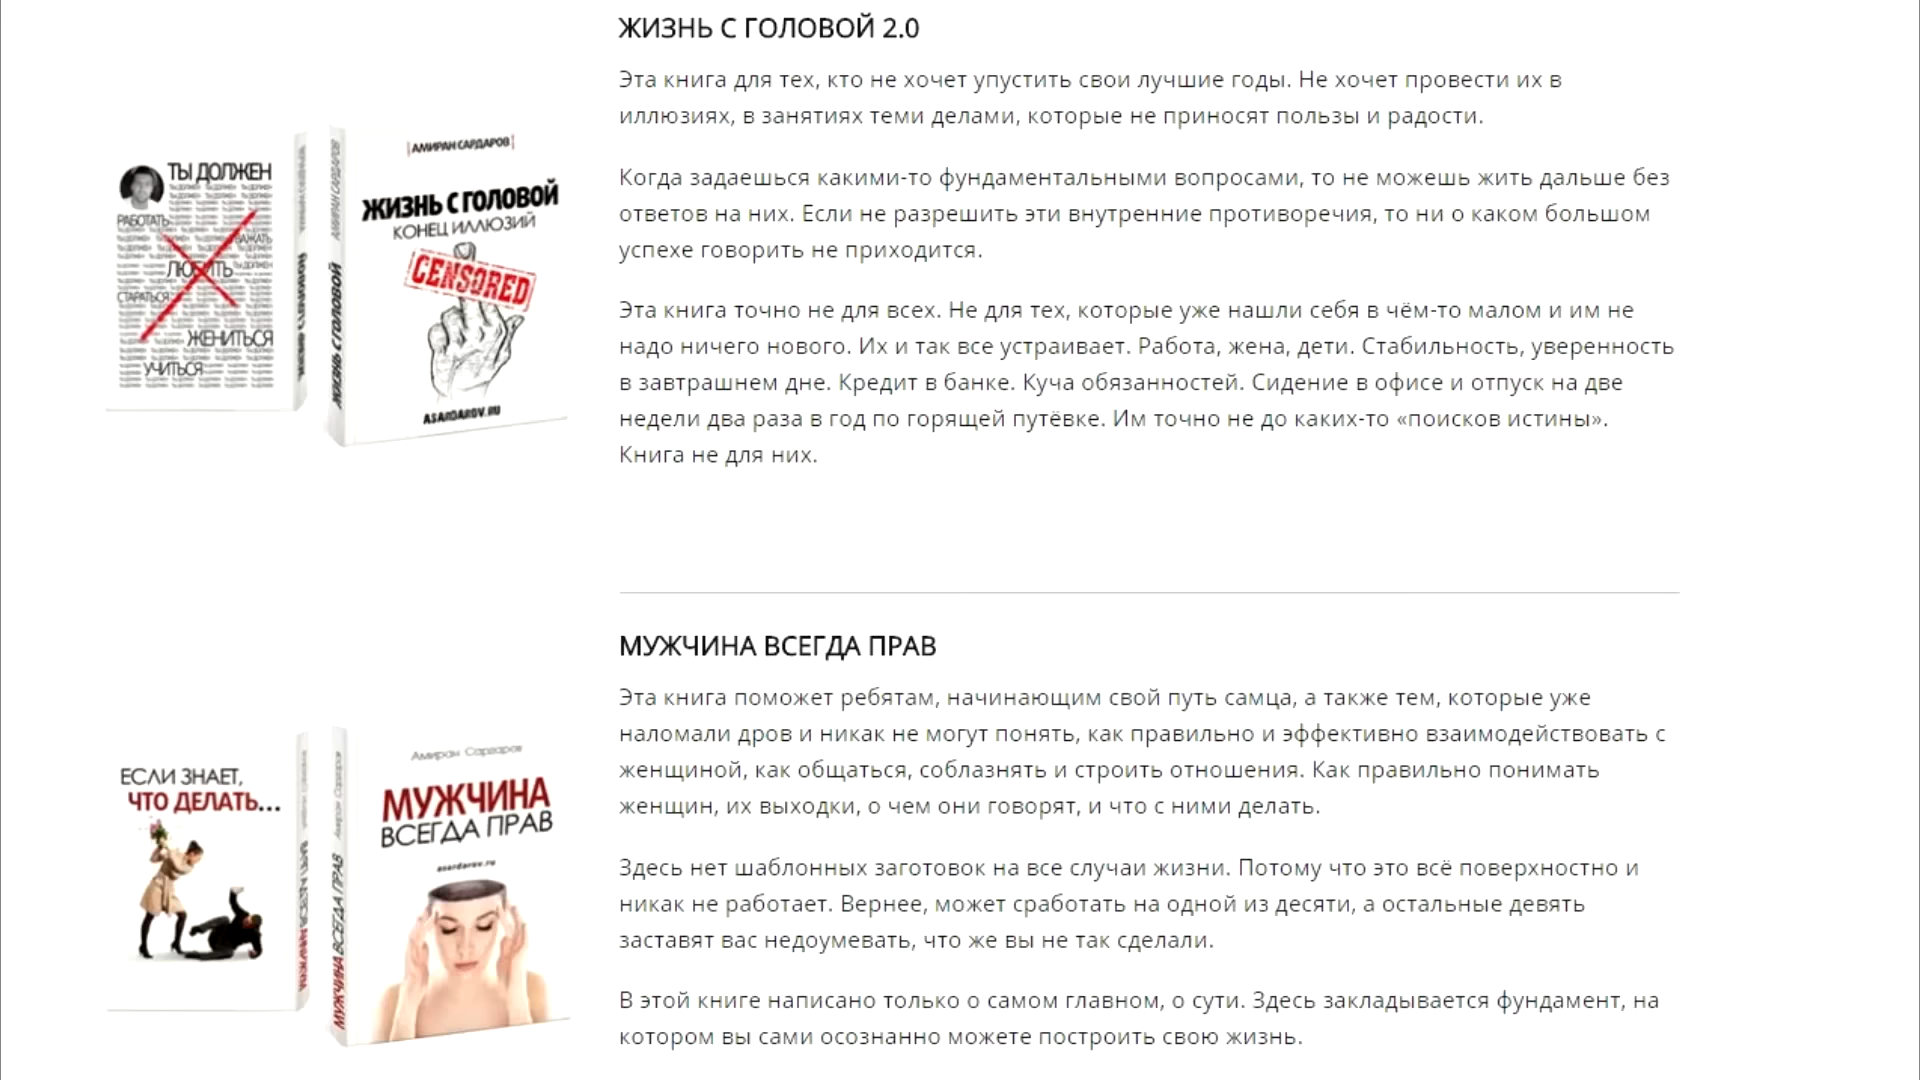 ЖИЗНЬ С ГОЛОВОЙ 2.0
Эта книга для тех, кто не хочет упустить свои лучшие годы. Не хочет провести их в
иллюзиях, в занятиях теми делами, которые не приносят пользы и радости.
Когда задаешься какими-то фундаментальными вопросами, то не можешь жить дальше без
ответов на них. Если не разрешить эти внутренние противоречия, то ни о каком большом
успехе говорить не приходится.
Эта книга точно не для всех. Не для тех, которые уже нашли себя в чём-то малом и им не
надо ничего нового. Их и так все устраивает. Работа, жена, дети. Стабильность, уверенность
в завтрашнем дне. Кредит в банке. Куча обязанностей. Сидение в офисе и отпуск на две
недели два раза в год по горящей путёвке. Им точно не до каких-то «поисков истины».
Книга не для них.
ТЫ ДОЛЖЕН
РАБОТАТЬ
ЛЮБИТЬ
СТАРАТЬСЯ
ЖЕНИТЬСЯ
УЧИТЬСЯ
АМИРАН САРДАРОВ
ЖИЗНЬ С ГОЛОВОЙ
АМИРАН САРДАРОВ
ЖИЗНЬ С ГОЛОВОЙ
КОНЕЦ ИЛЛЮЗИЙ
CENSORED
ASARDAROV.RU
МУЖЧИНА ВСЕГДА ПРАВ
Эта книга поможет ребятам, начинающим свой путь самца, а также тем, которые уже
наломали дров и никак не могут понять, как правильно и эффективно взаимодействовать с
женщиной, как общаться, соблазнять и строить отношения. Как правильно понимать
женщин, их выходки, о чем они говорят, и что с ними делать.
Здесь нет шаблонных заготовок на все случаи жизни. Потому что это всё поверхностно и
никак не работает. Вернее, может сработать на одной из десяти, а остальные девять
заставят вас недоумевать, что же вы не так сделали.
В этой книге написано только о самом главном, о сути. Здесь закладывается фундамент, на
котором вы сами осознанно можете построить свою жизнь.
ЕСЛИ ЗНАЕТ,
ЧТО ДЕЛАТЬ...
Амиран Сардаров
МУЖЧИНА ВСЕГДА ПРАВ
Амиран Сардаров
МУЖЧИНА
ВСЕГДА ПРАВ
asardarov.ru